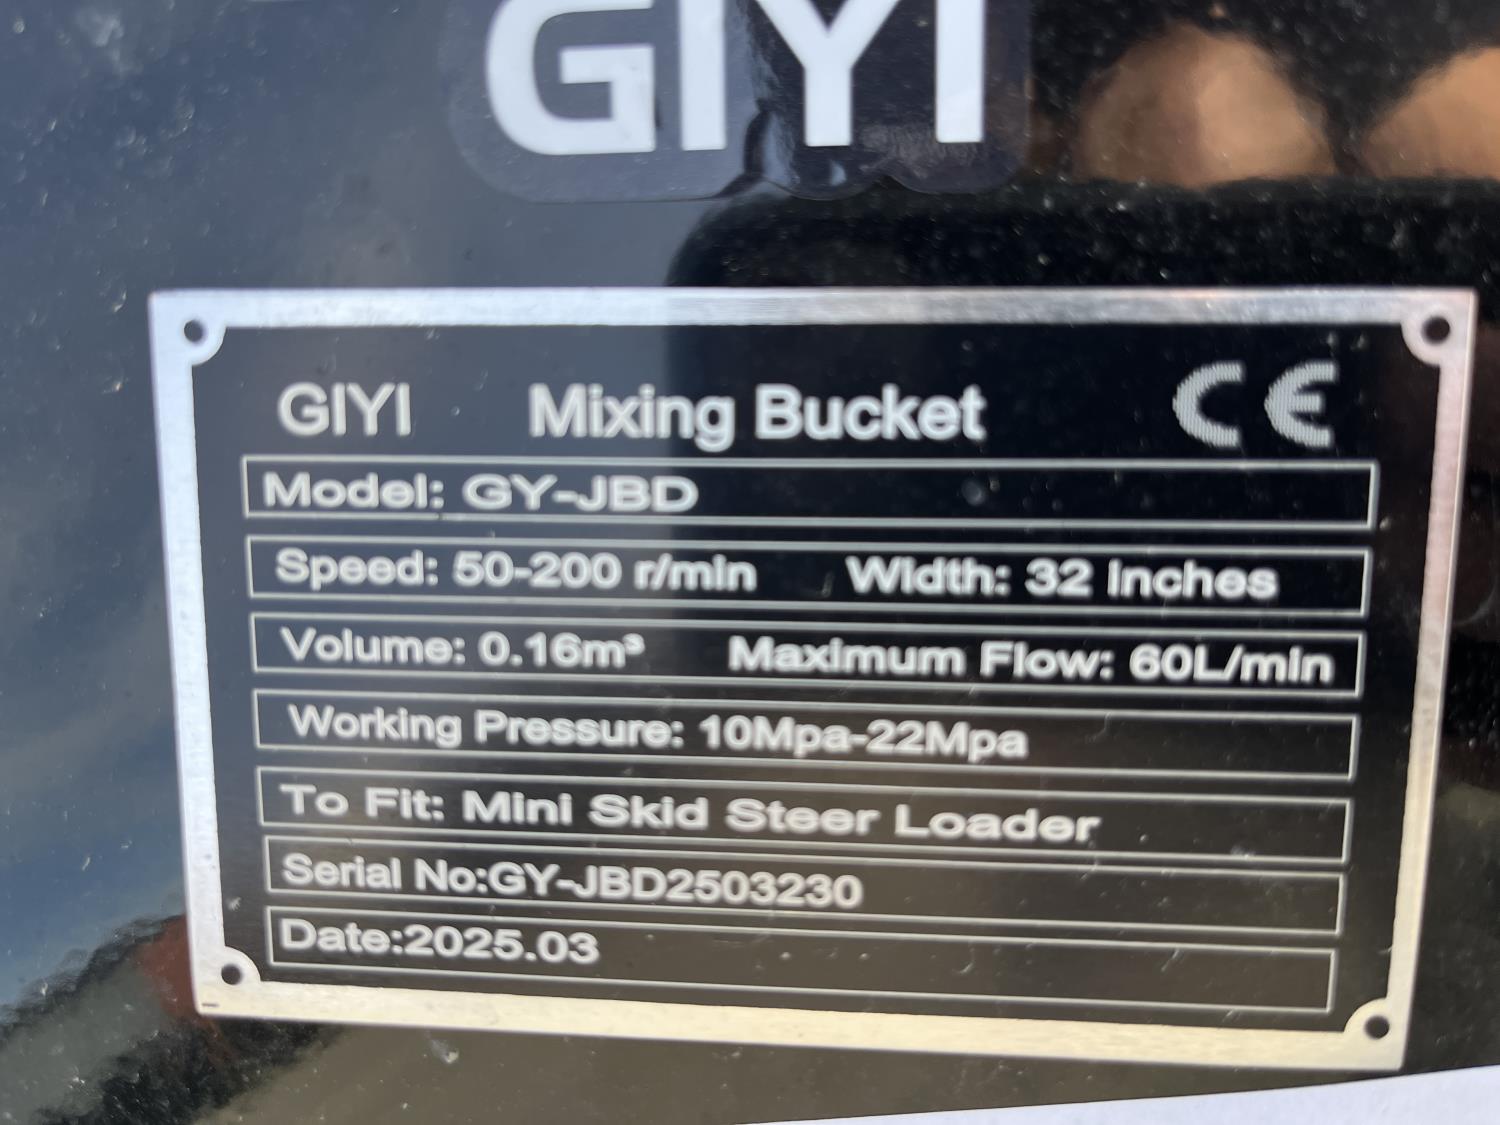 GIYI
GIYI Mixing Bucket CE
Model: GY-JBD
Speed: 50-200 r/min Width: 32 inches
Volume: 0.16m³ Maximum Flow: 60L/min
Working Pressure: 10Mpa-22Mpa
To Fit: Mini Skid Steer Loader
Serial No:GY-JBD2503230
Date:2025.03